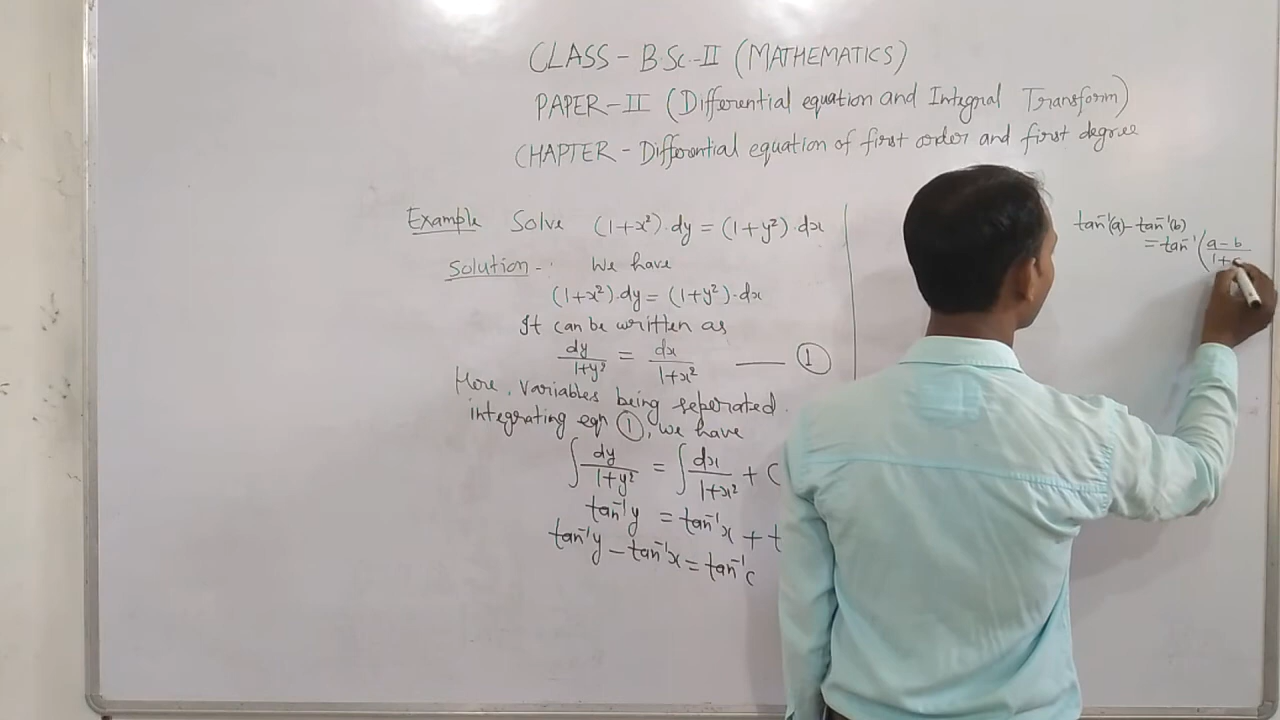 CLASS - B.Sc.-II (MATHEMATICS)
PAPER-II (Differential equation and Integral Transform)
CHAPTER - Differential equation of first order and first degree
Example Solve (1+x²).dy = (1+y²).dx
Solution - : We have
(1+x²).dy = (1+y²).dx
It can be written as
dy/1+y² = dx/1+x² —— ①
Here, variables being seperated.
integrating eqn ①, we have
∫ dy/1+y² = ∫ dx/1+x² + C
tan⁻¹y = tan⁻¹x + t
tan⁻¹y - tan⁻¹x = tan⁻¹c
tan⁻¹(a) - tan⁻¹(b)
= tan⁻¹ (a-b/1+